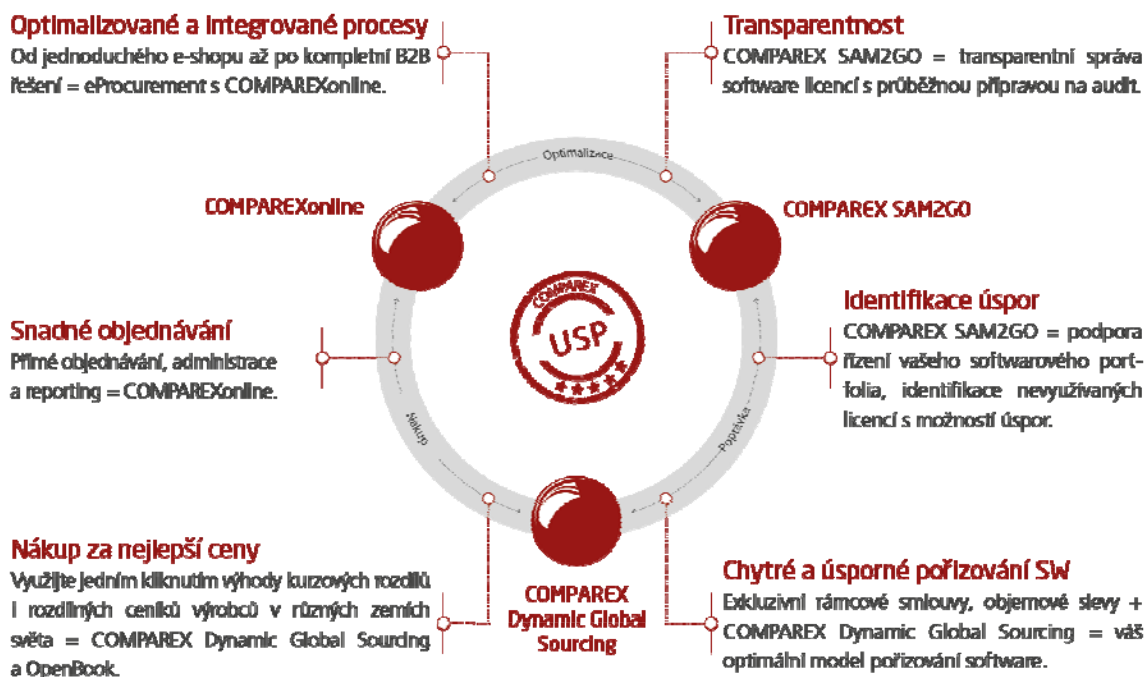 Optimalizované a integrované procesy
Od jednoduchého e-shopu až po kompletní B2B
řešení = eProcurement s COMPAREXonline.
Transparentnost
COMPAREX SAM2GO = transparentní správa
software licencí s průběžnou přípravou na audit.
Optimalizace
COMPAREXonline
COMPAREX SAM2GO
COMPAREX
USP
Snadné objednávání
Přímé objednávání, administrace
a reporting = COMPAREXonline.
Identifikace úspor
COMPAREX SAM2GO = podpora
řízení vašeho softwarového port-
folia, identifikace nevyužívaných
licencí s možností úspor.
Nákup
Poptávka
Nákup za nejlepší ceny
Využijte jedním kliknutím výhody kurzových rozdílů
i rozdílných ceníků výrobců v různých zemích
světa = COMPAREX Dynamic Global Sourcing
a OpenBook.
COMPAREX
Dynamic Global
Sourcing
Chytré a úsporné pořizování SW
Exkluzivní rámcové smlouvy, objemové slevy +
COMPAREX Dynamic Global Sourcing = váš
optimální model pořizování software.